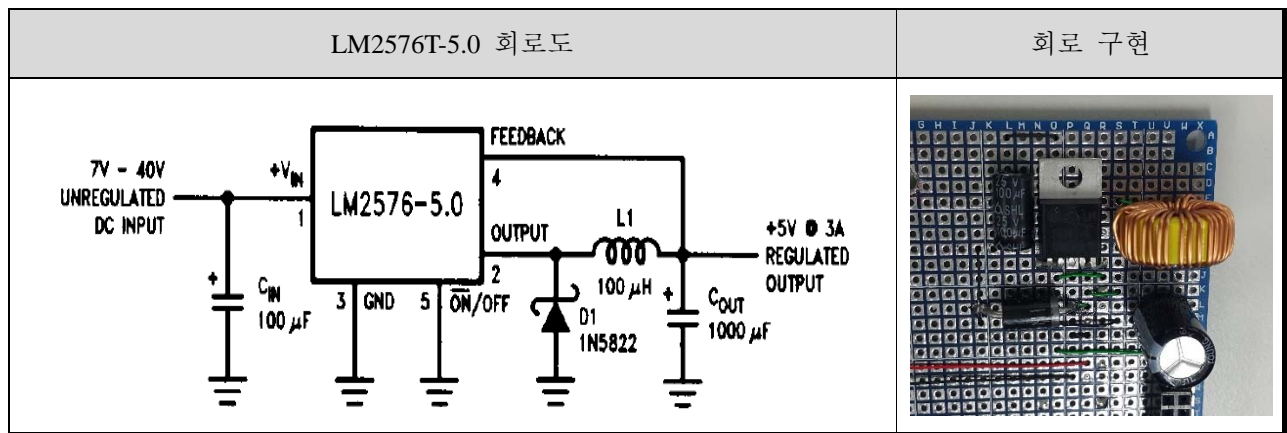 LM2576T-5.0 회로도
회로 구현
7V – 40V
UNREGULATED
DC INPUT
+VIN
1
LM2576-5.0
FEEDBACK
4
OUTPUT
2
L1
100 μH
+5V @ 3A
REGULATED
OUTPUT
+
CIN
100 μF
3 GND
5 ON/OFF
D1
1N5822
+
COUT
1000 μF
G H I J K L M N O P Q R S T U V W X
A
B
C
D
25 V
100μF